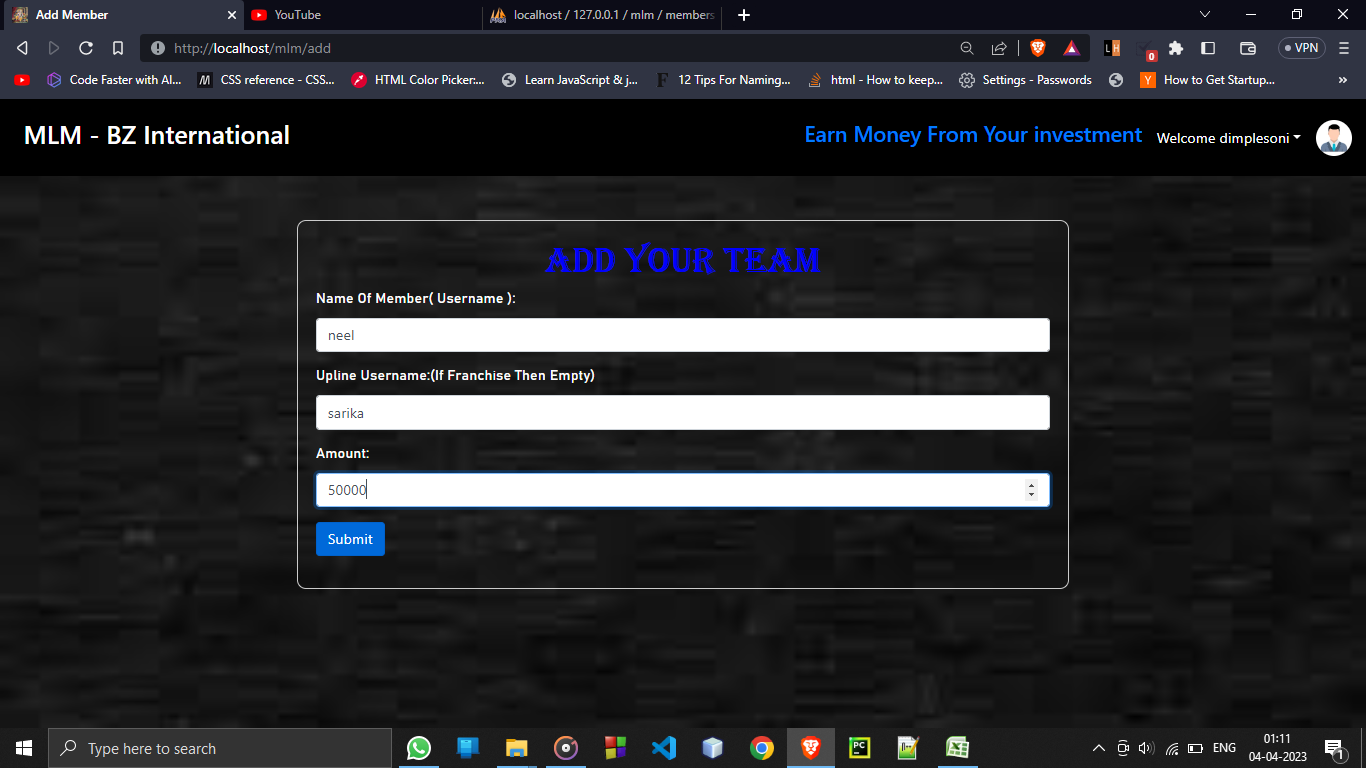 Add Member
YouTube
localhost / 127.0.0.1 / mlm / members
http://localhost/mlm/add
L H
0
VPN
Code Faster with AI...
M
CSS reference - CSS...
HTML Color Picker:...
Learn JavaScript & j...
F
12 Tips For Naming...
html - How to keep...
Settings - Passwords
Y
How to Get Startup...
MLM - BZ International
Earn Money From Your investment
Welcome dimplesoni
ADD YOUR TEAM
Name Of Member( Username ):
neel
Upline Username:(If Franchise Then Empty)
sarika
Amount:
50000
Submit
Type here to search
PC
ENG
01:11
04-04-2023
1